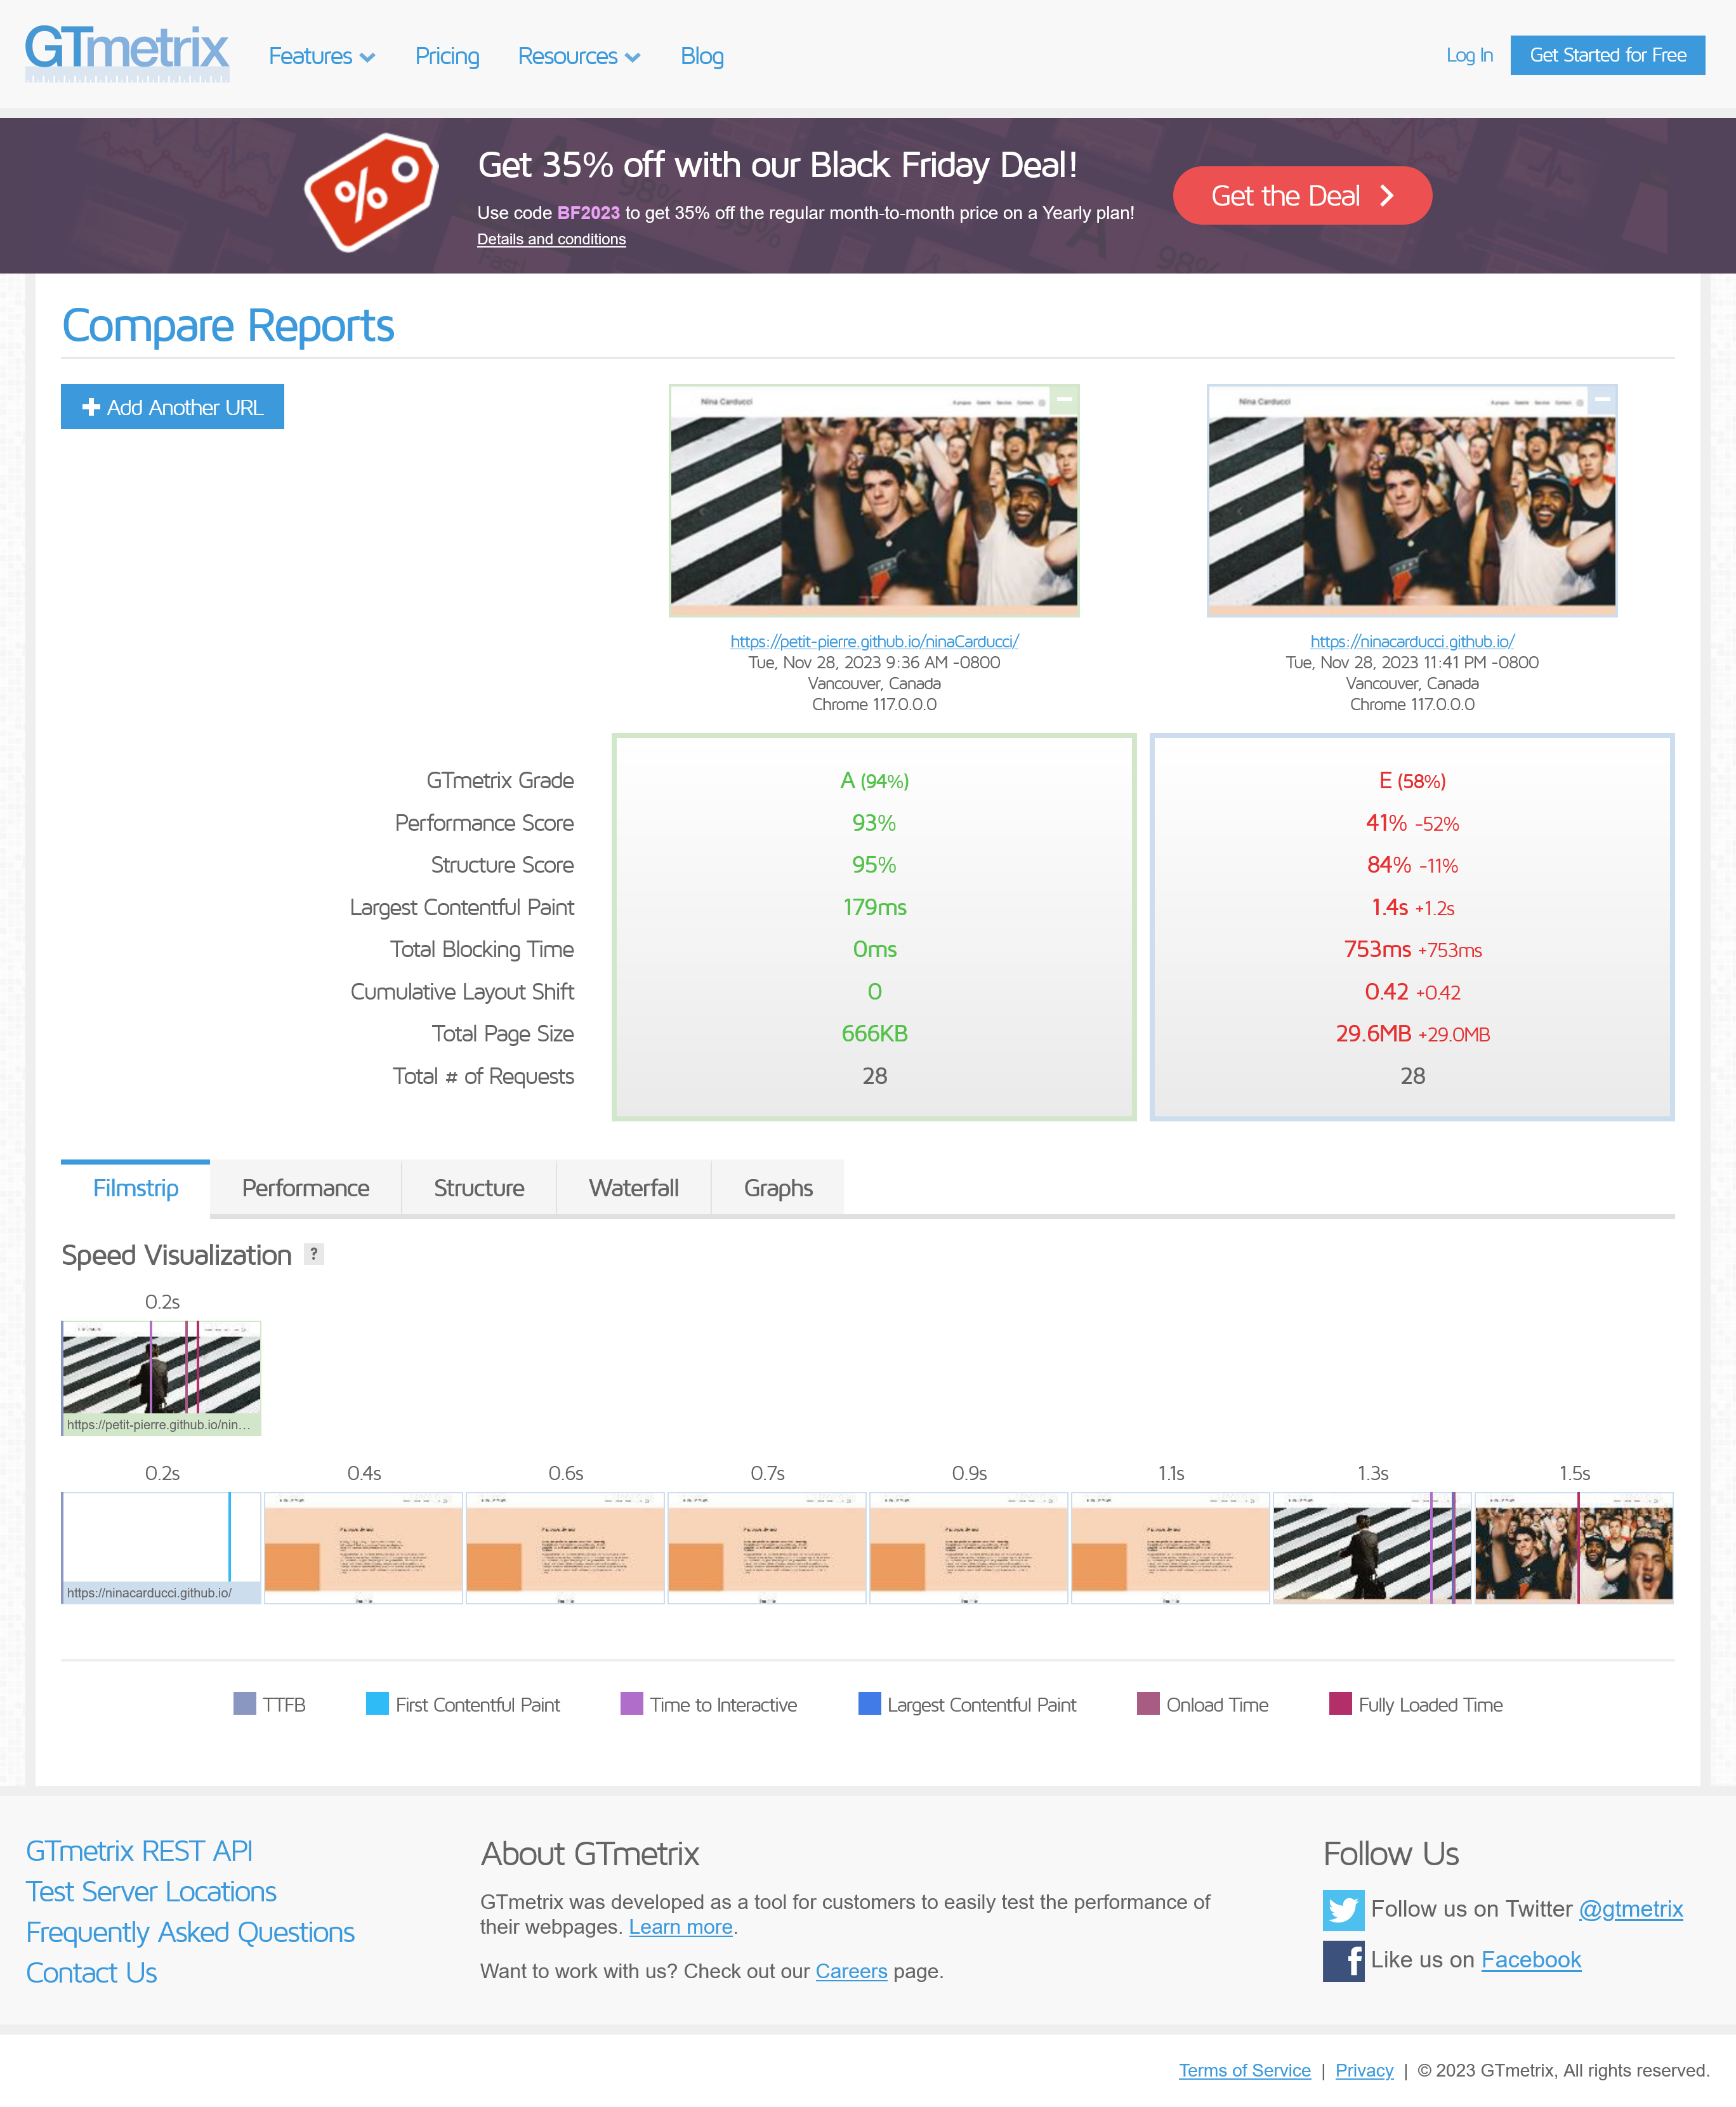 GTmetrix
Features
Pricing
Resources
Blog
Log In
Get Started for Free
Get 35% off with our Black Friday Deal!
Use code BF2023 to get 35% off the regular month-to-month price on a Yearly plan!
Details and conditions
Get the Deal
Compare Reports
Add Another URL
Nina Carducci
Nina Carducci
https://petit-pierre.github.io/ninaCarducci/
Tue, Nov 28, 2023 9:36 AM -0800
Vancouver, Canada
Chrome 117.0.0.0
https://ninacarducci.github.io/
Tue, Nov 28, 2023 11:41 PM -0800
Vancouver, Canada
Chrome 117.0.0.0
GTmetrix Grade A (94%) E (58%)
Performance Score 93% 41% -52%
Structure Score 95% 84% -11%
Largest Contentful Paint 179ms 1.4s +1.2s
Total Blocking Time 0ms 753ms +753ms
Cumulative Layout Shift 0 0.42 +0.42
Total Page Size 666KB 29.6MB +29.0MB
Total # of Requests 28 28
Filmstrip
Performance
Structure
Waterfall
Graphs
Speed Visualization ?
0.2s
https://petit-pierre.github.io/nin...
0.2s 0.4s 0.6s 0.7s 0.9s 1.1s 1.3s 1.5s
https://ninacarducci.github.io/
TTFB
First Contentful Paint
Time to Interactive
Largest Contentful Paint
Onload Time
Fully Loaded Time
GTmetrix REST API
Test Server Locations
Frequently Asked Questions
Contact Us
About GTmetrix
GTmetrix was developed as a tool for customers to easily test the performance of
their webpages. Learn more.
Want to work with us? Check out our Careers page.
Follow Us
Follow us on Twitter @gtmetrix
Like us on Facebook
Terms of Service | Privacy | © 2023 GTmetrix, All rights reserved.